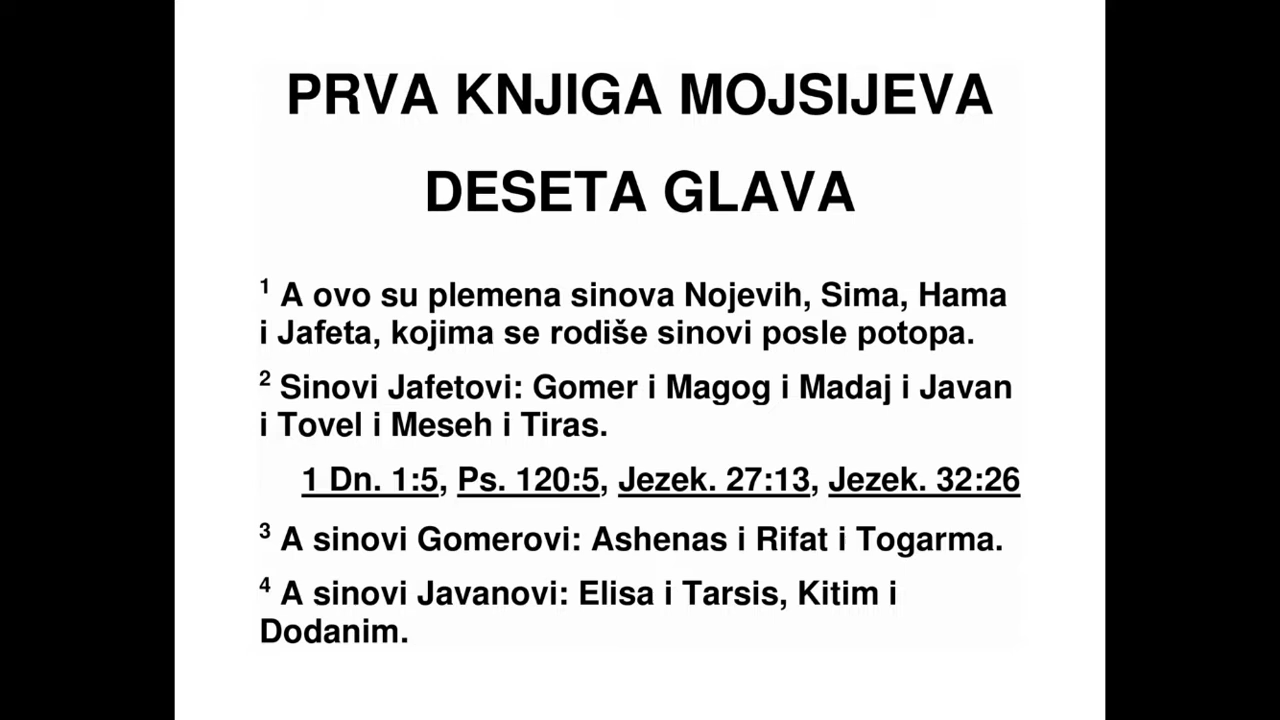 PRVA KNJIGA MOJSIJEVA
DESETA GLAVA
1 A ovo su plemena sinova Nojevih, Sima, Hama
i Jafeta, kojima se rodiše sinovi posle potopa.
2 Sinovi Jafetovi: Gomer i Magog i Madaj i Javan
i Tovel i Meseh i Tiras.
1 Dn. 1:5, Ps. 120:5, Jezek. 27:13, Jezek. 32:26
3 A sinovi Gomerovi: Ashenas i Rifat i Togarma.
4 A sinovi Javanovi: Elisa i Tarsis, Kitim i
Dodanim.